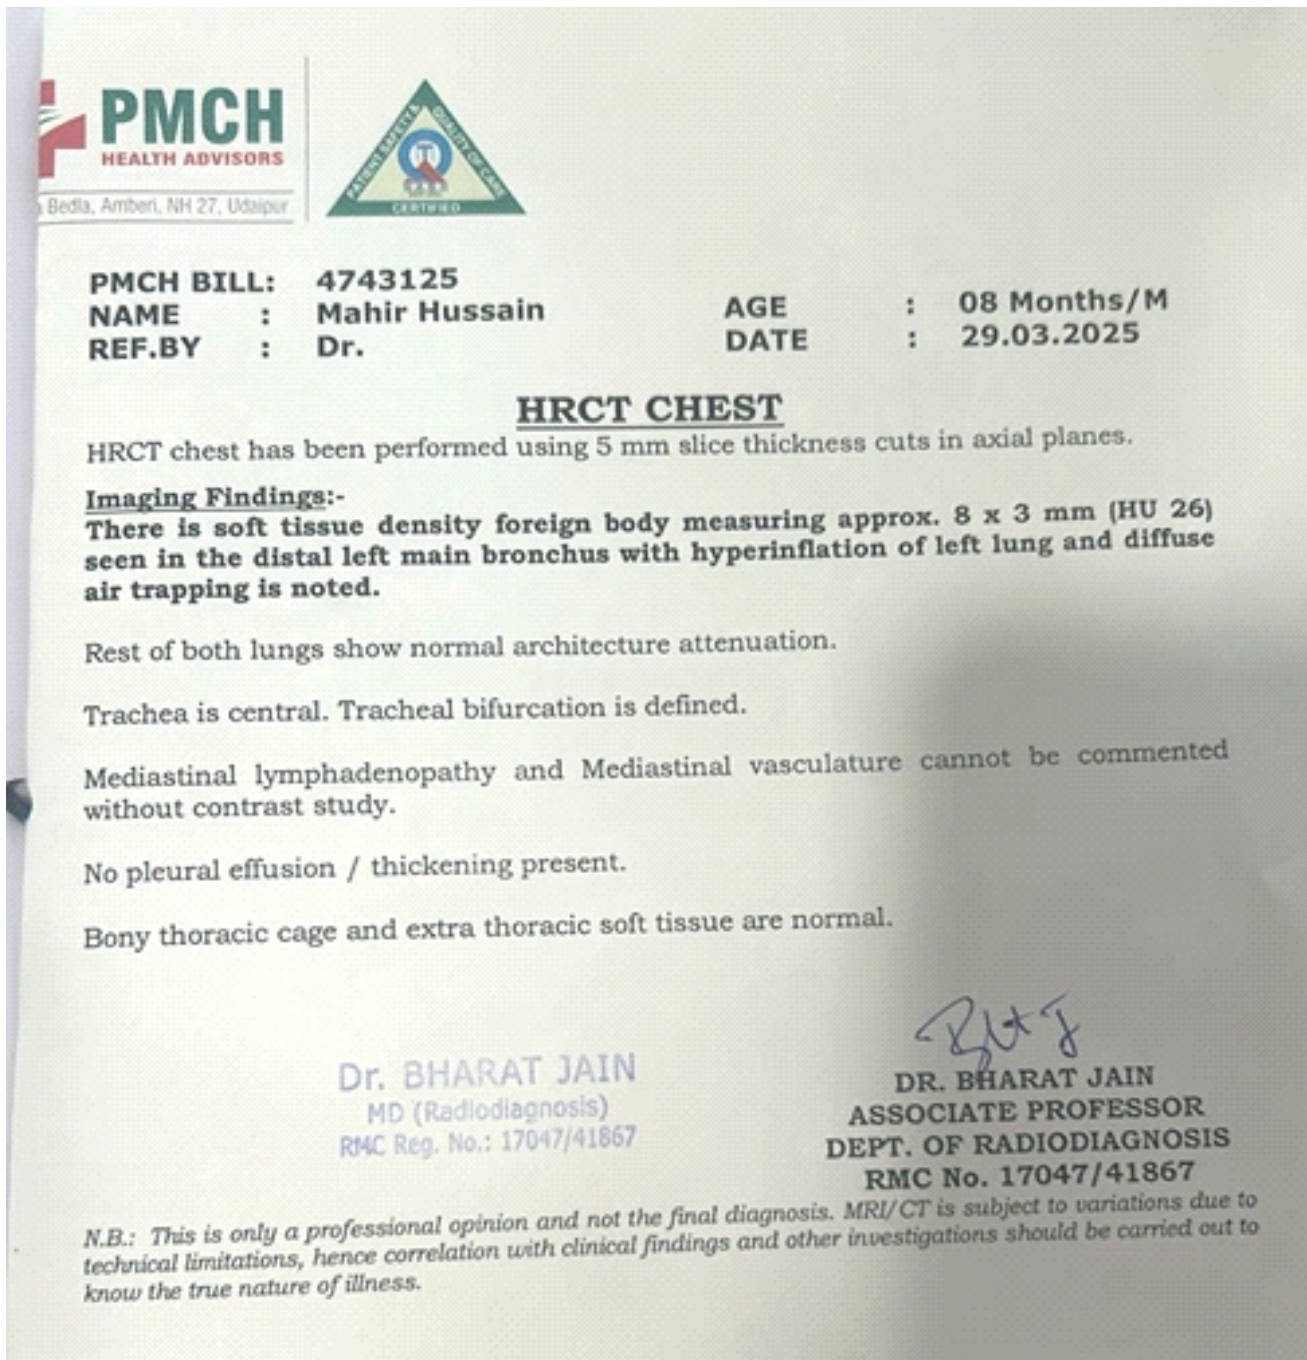 PMCH
HEALTH ADVISORS
Bedla, Amberi, NH 27, Udaipur
PATIENT SAFETY & QUALITY OF CARE
CERTIFIED
PMCH BILL: 4743125
NAME : Mahir Hussain AGE : 08 Months/M
REF.BY : Dr. DATE : 29.03.2025
HRCT CHEST
HRCT chest has been performed using 5 mm slice thickness cuts in axial planes.
Imaging Findings:-
There is soft tissue density foreign body measuring approx. 8 x 3 mm (HU 26)
seen in the distal left main bronchus with hyperinflation of left lung and diffuse
air trapping is noted.
Rest of both lungs show normal architecture attenuation.
Trachea is central. Tracheal bifurcation is defined.
Mediastinal lymphadenopathy and Mediastinal vasculature cannot be commented
without contrast study.
No pleural effusion / thickening present.
Bony thoracic cage and extra thoracic soft tissue are normal.
Dr. BHARAT JAIN
MD (Radiodiagnosis)
RMC Reg. No.: 17047/41867
DR. BHARAT JAIN
ASSOCIATE PROFESSOR
DEPT. OF RADIODIAGNOSIS
RMC No. 17047/41867
N.B.: This is only a professional opinion and not the final diagnosis. MRI/CT is subject to variations due to
technical limitations, hence correlation with clinical findings and other investigations should be carried out to
know the true nature of illness.